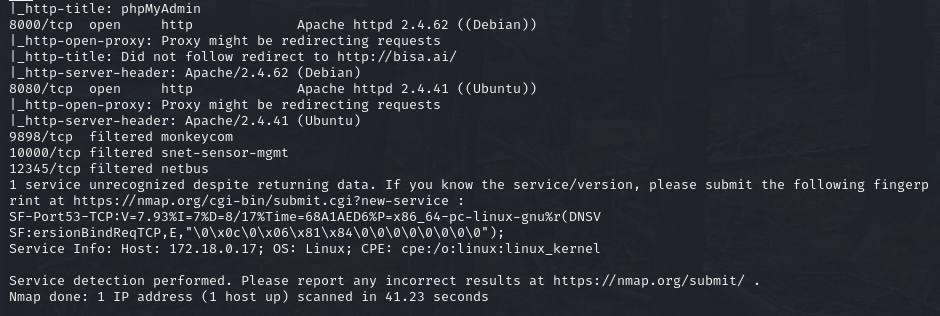 |_http-title: phpMyAdmin
8000/tcp  open     http            Apache httpd 2.4.62 ((Debian))
|_http-open-proxy: Proxy might be redirecting requests
|_http-title: Did not follow redirect to http://bisa.ai/
|_http-server-header: Apache/2.4.62 (Debian)
8080/tcp  open     http            Apache httpd 2.4.41 ((Ubuntu))
|_http-open-proxy: Proxy might be redirecting requests
|_http-server-header: Apache/2.4.41 (Ubuntu)
9898/tcp  filtered monkeycom
10000/tcp filtered snet-sensor-mgmt
12345/tcp filtered netbus
1 service unrecognized despite returning data. If you know the service/version, please submit the following fingerp
rint at https://nmap.org/cgi-bin/submit.cgi?new-service :
SF-Port53-TCP:V=7.93%I=7%D=8/17%Time=68A1AED6%P=x86_64-pc-linux-gnu%r(DNSV
SF:ersionBindReqTCP,E,"\0\x0c\0\x06\x81\x84\0\0\0\0\0\0\0\0");
Service Info: Host: 172.18.0.17; OS: Linux; CPE: cpe:/o:linux:linux_kernel

Service detection performed. Please report any incorrect results at https://nmap.org/submit/ .
Nmap done: 1 IP address (1 host up) scanned in 41.23 seconds